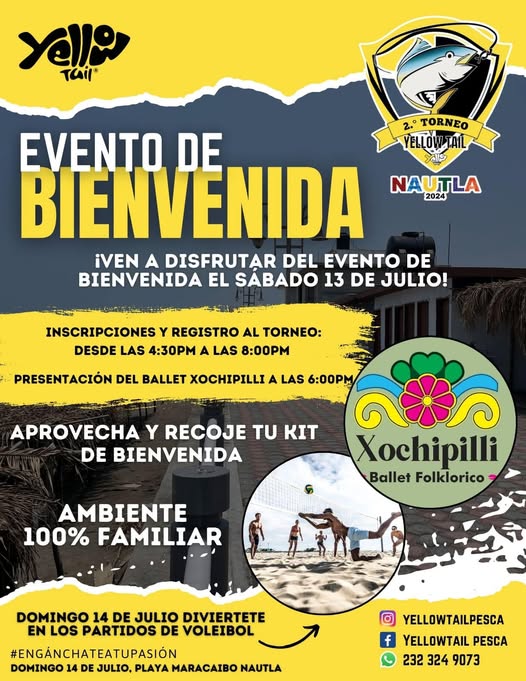 Yellow
Tail®
2.° TORNEO
YELLOW TAIL
NAUTLA
2024
EVENTO DE
BIENVENIDA
¡VEN A DISFRUTAR DEL EVENTO DE
BIENVENIDA EL SÁBADO 13 DE JULIO!
INSCRIPCIONES Y REGISTRO AL TORNEO:
DESDE LAS 4:30PM A LAS 8:00PM
PRESENTACIÓN DEL BALLET XOCHIPILLI A LAS 6:00PM
APROVECHA Y RECOJE TU KIT
DE BIENVENIDA
Xochipilli
Ballet Folklorico
AMBIENTE
100% FAMILIAR
DOMINGO 14 DE JULIO DIVIERTETE
EN LOS PARTIDOS DE VOLEIBOL
#ENGÁNCHATEATUPASIÓN
DOMINGO 14 DE JULIO, PLAYA MARACAIBO NAUTLA
YELLOWTAILPESCA
YELLOWTAIL PESCA
232 324 9073